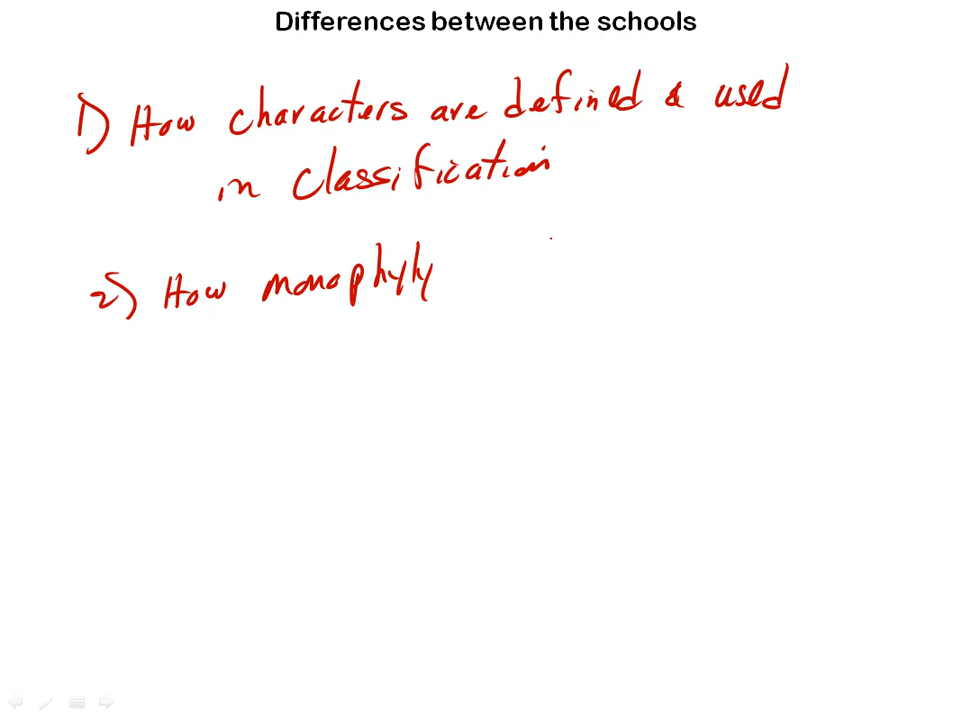 Differences between the schools
1) How characters are defined & used
in classification
2) How monophyly